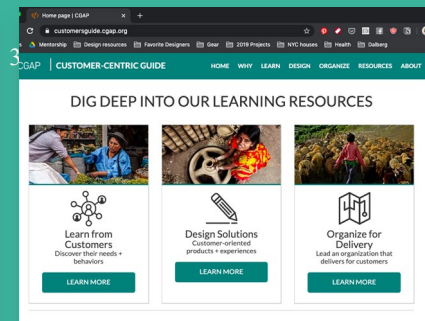 Home page | CGAP
customersguide.cgap.org
Mentorship Design resources Favorite Designers Gear 2019 Projects NYC houses Health Dalberg
3
CGAP | CUSTOMER-CENTRIC GUIDE HOME WHY LEARN DESIGN ORGANIZE RESOURCES ABOUT
DIG DEEP INTO OUR LEARNING RESOURCES
Learn from
Customers
Discover their needs +
behaviors
LEARN MORE
Design Solutions
Customer-oriented
products + experiences
LEARN MORE
Organize for
Delivery
Lead an organization that
delivers for customers
LEARN MORE